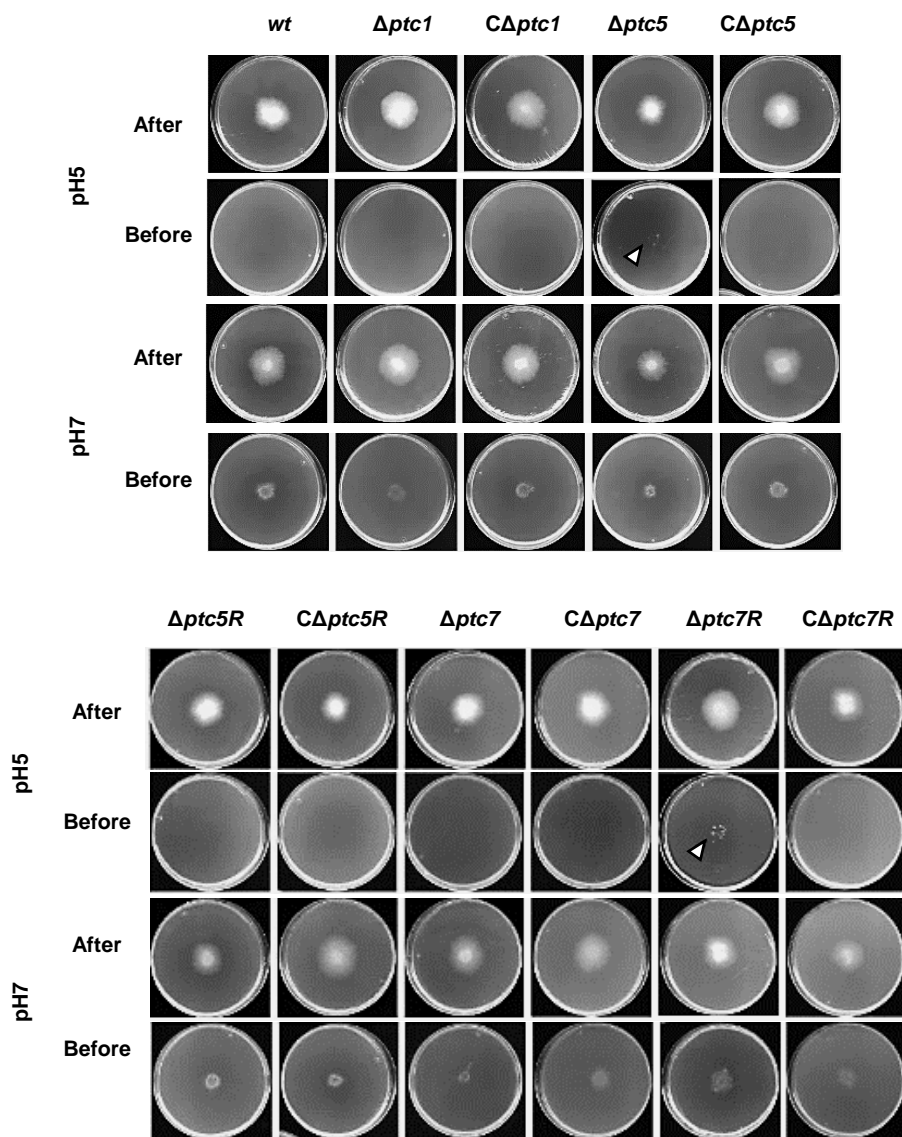 wt Δptc1 CΔptc1 Δptc5 CΔptc5
After
pH5
Before
After
pH7
Before
Δptc5R CΔptc5R Δptc7 CΔptc7 Δptc7R CΔptc7R
After
pH5
Before
After
pH7
Before